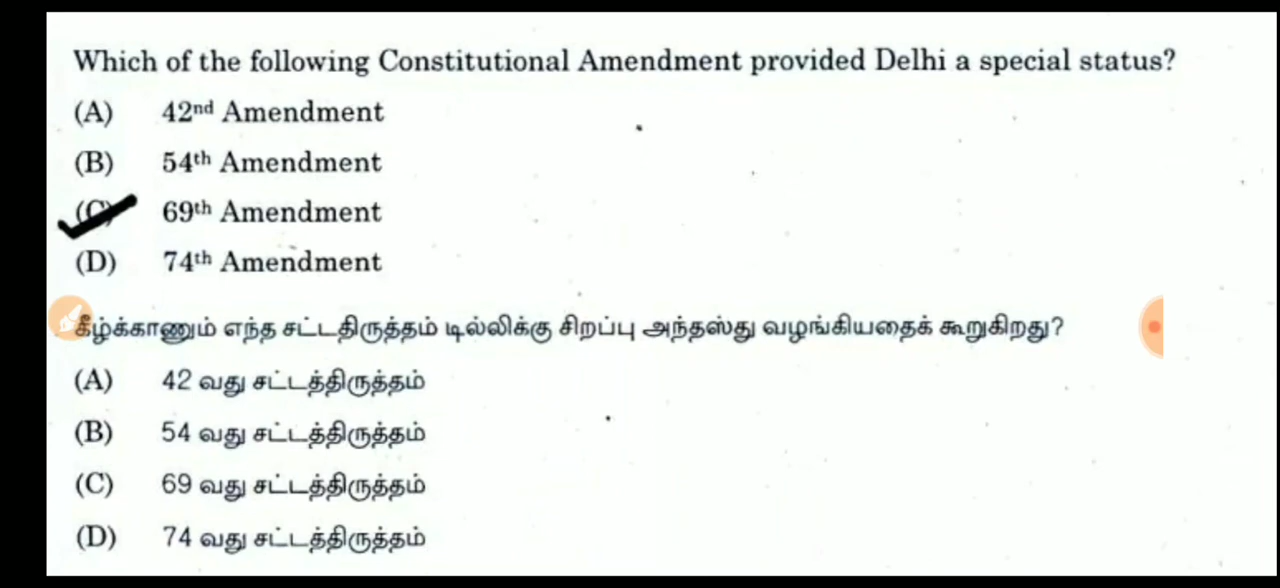 Which of the following Constitutional Amendment provided Delhi a special status?
(A) 42nd Amendment
(B) 54th Amendment
(C) 69th Amendment
(D) 74th Amendment
கீழ்க்காணும் எந்த சட்டதிருத்தம் டில்லிக்கு சிறப்பு அந்தஸ்து வழங்கியதைக் கூறுகிறது?
(A) 42 வது சட்டத்திருத்தம்
(B) 54 வது சட்டத்திருத்தம்
(C) 69 வது சட்டத்திருத்தம்
(D) 74 வது சட்டத்திருத்தம்